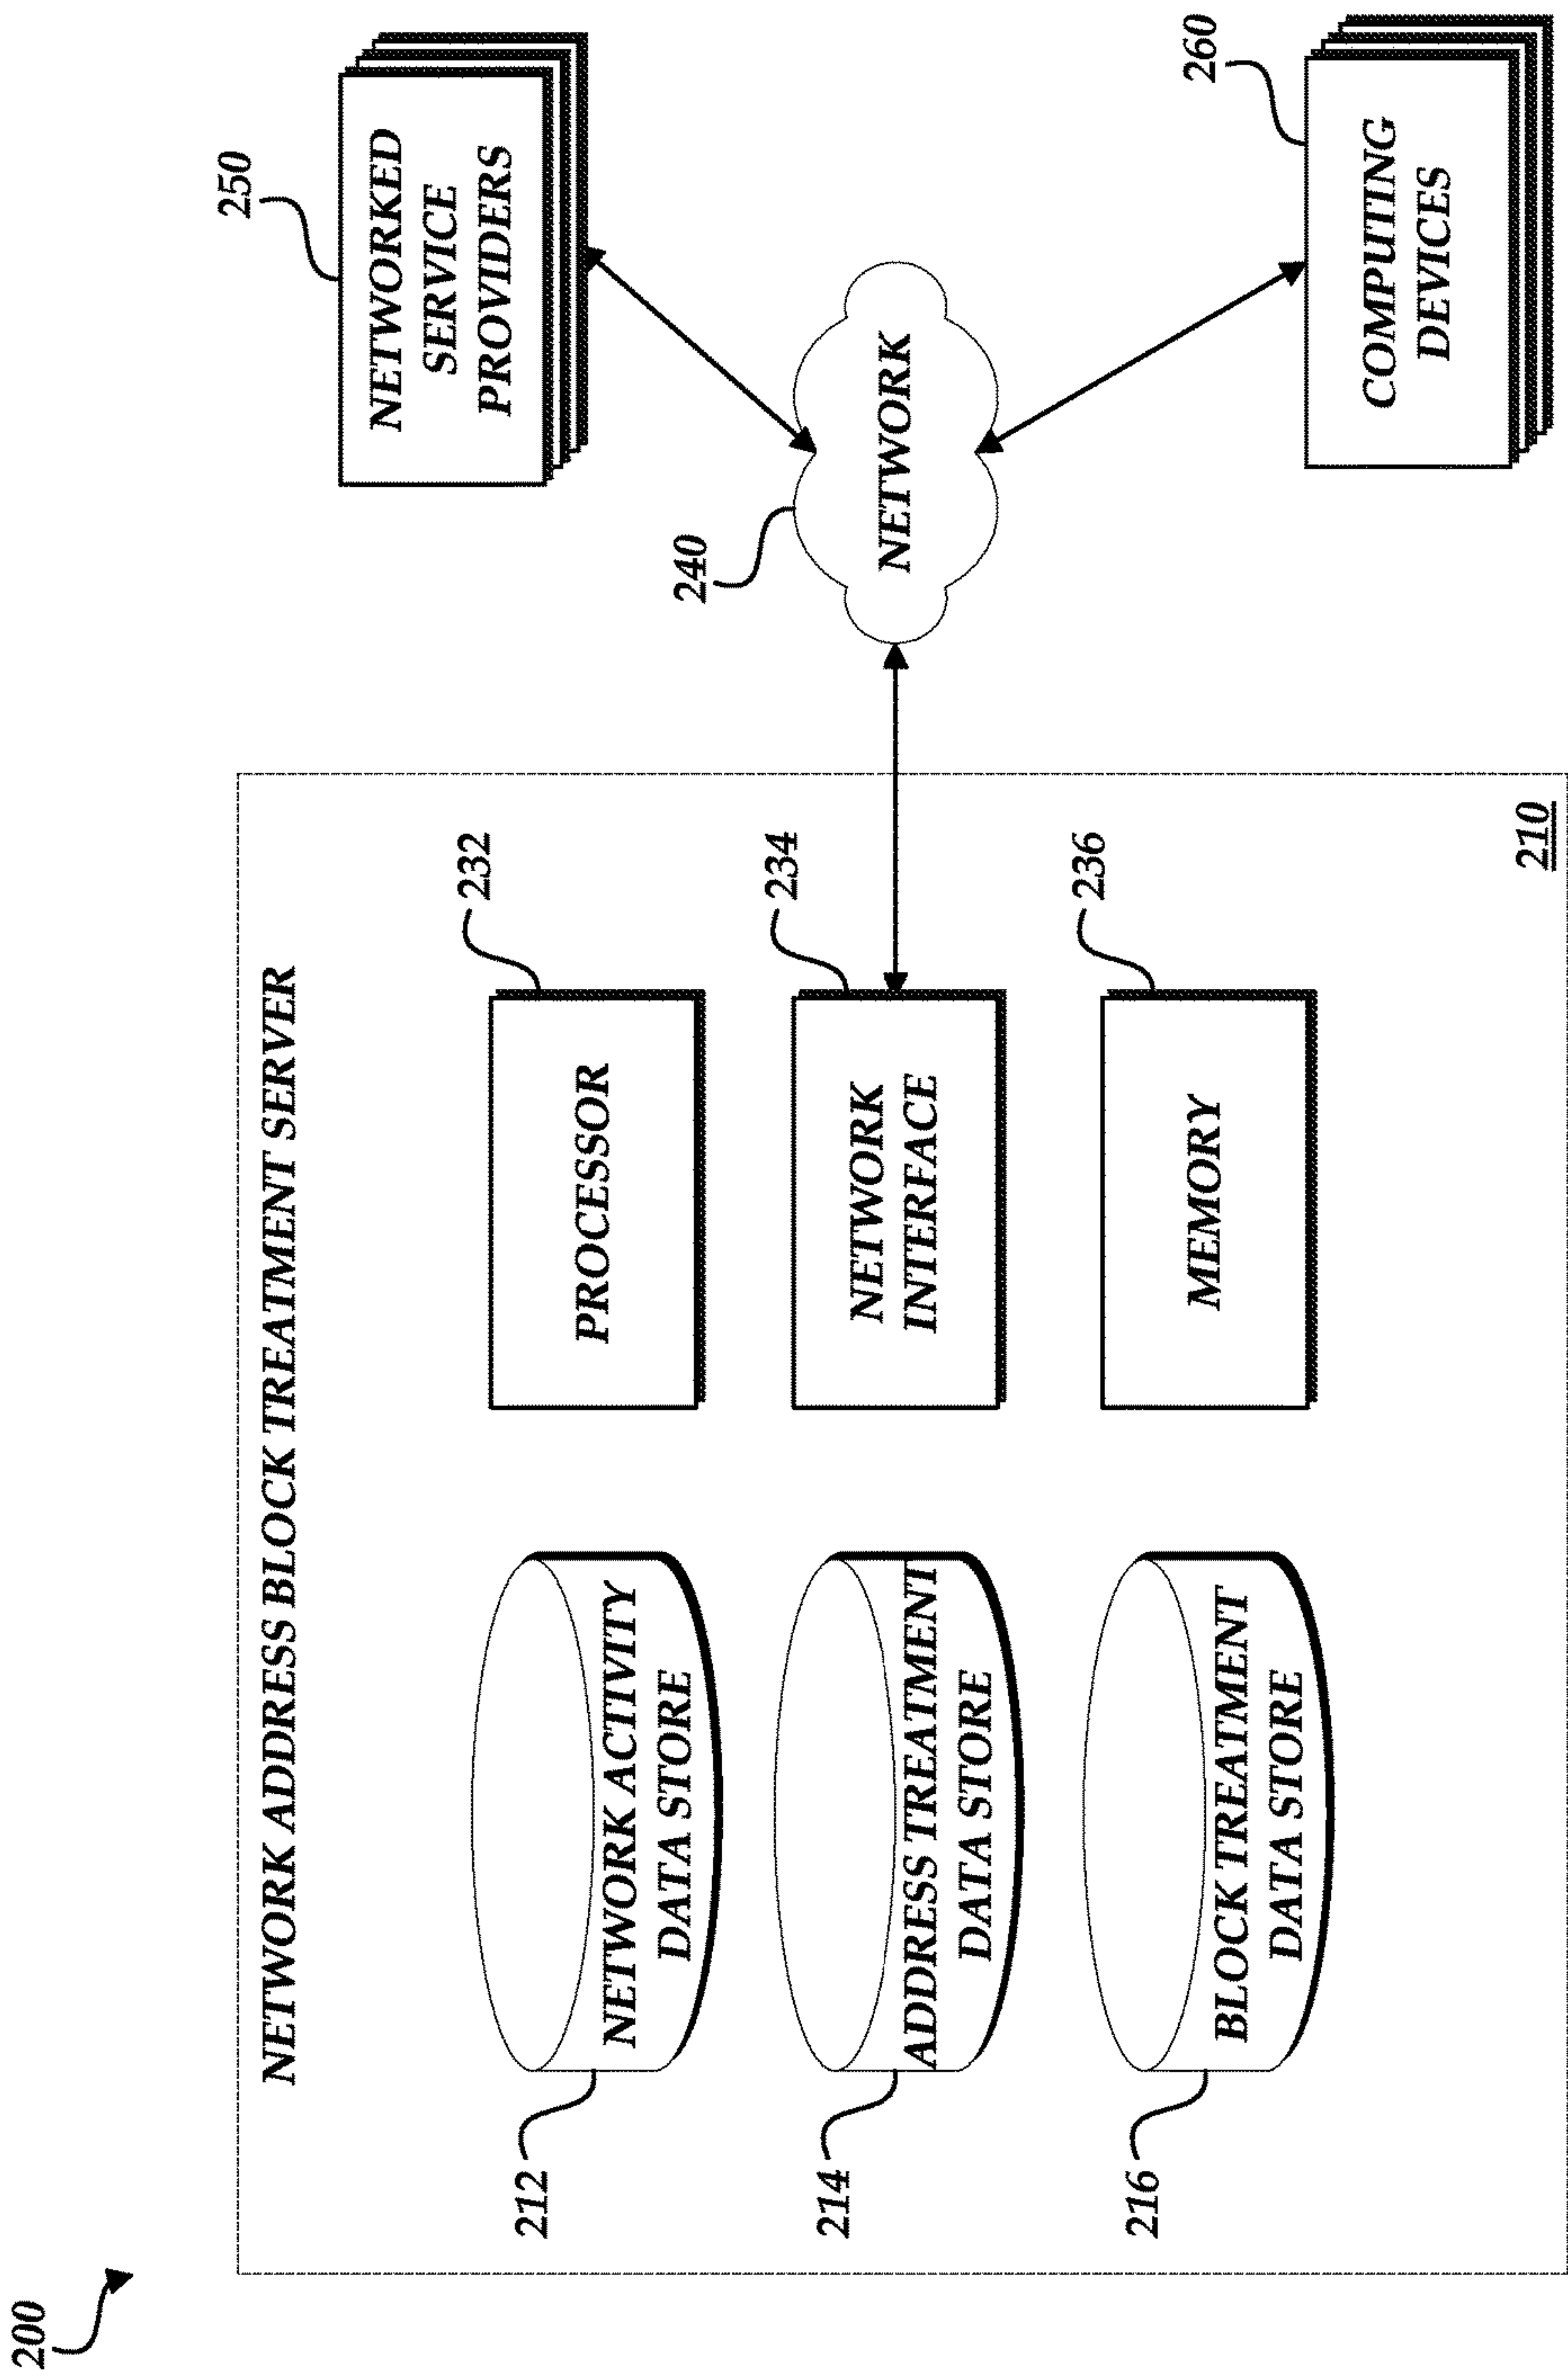 200
NETWORK ADDRESS BLOCK TREATMENT SERVER
212
NETWORK ACTIVITY
DATA STORE
232
PROCESSOR
214
ADDRESS TREATMENT
DATA STORE
234
NETWORK
INTERFACE
216
BLOCK TREATMENT
DATA STORE
236
MEMORY
210
240
NETWORK
250
NETWORKED
SERVICE
PROVIDERS
260
COMPUTING
DEVICES